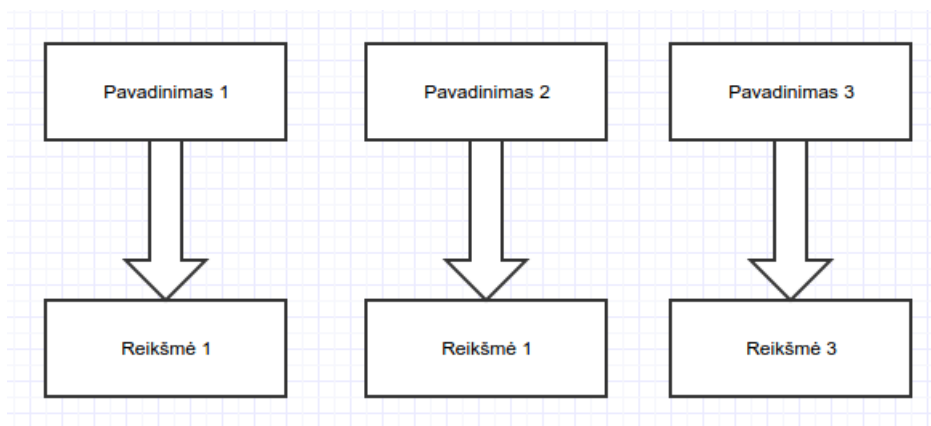 Pavadinimas 1
Pavadinimas 2
Pavadinimas 3
Reikšmė 1
Reikšmė 1
Reikšmė 3